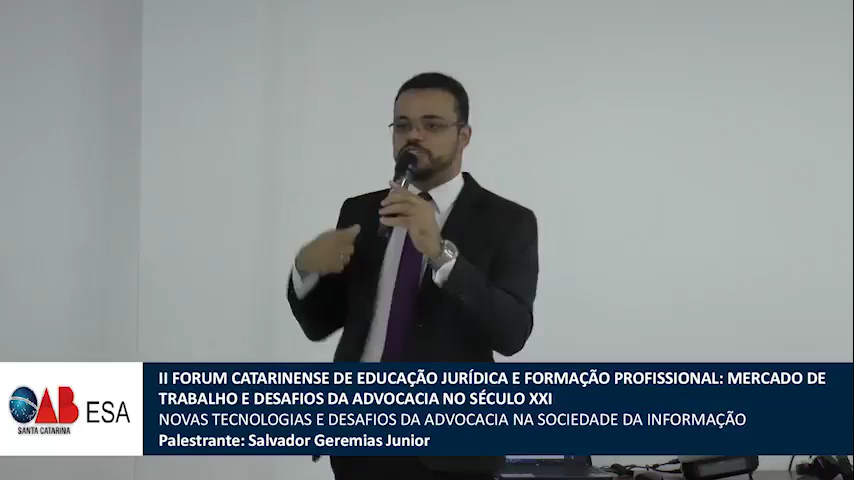 II FORUM CATARINENSE DE EDUCAÇÃO JURÍDICA E FORMAÇÃO PROFISSIONAL: MERCADO DE
TRABALHO E DESAFIOS DA ADVOCACIA NO SÉCULO XXI
NOVAS TECNOLOGIAS E DESAFIOS DA ADVOCACIA NA SOCIEDADE DA INFORMAÇÃO
Palestrante: Salvador Geremias Junior
OAB ESA
SANTA CATARINA